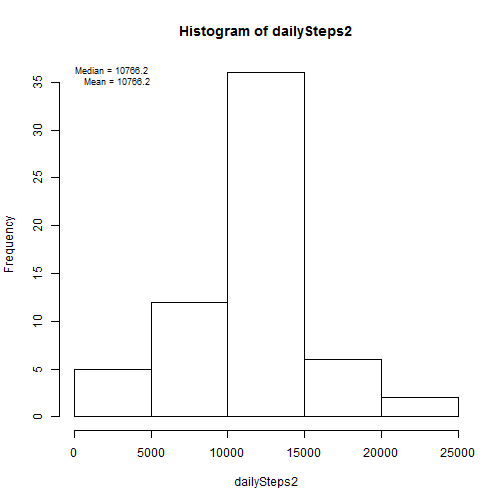 Histogram of dailySteps2
Median = 10766.2
Mean = 10766.2
Frequency
35
30
25
20
15
10
5
0
0 5000 10000 15000 20000 25000
dailySteps2